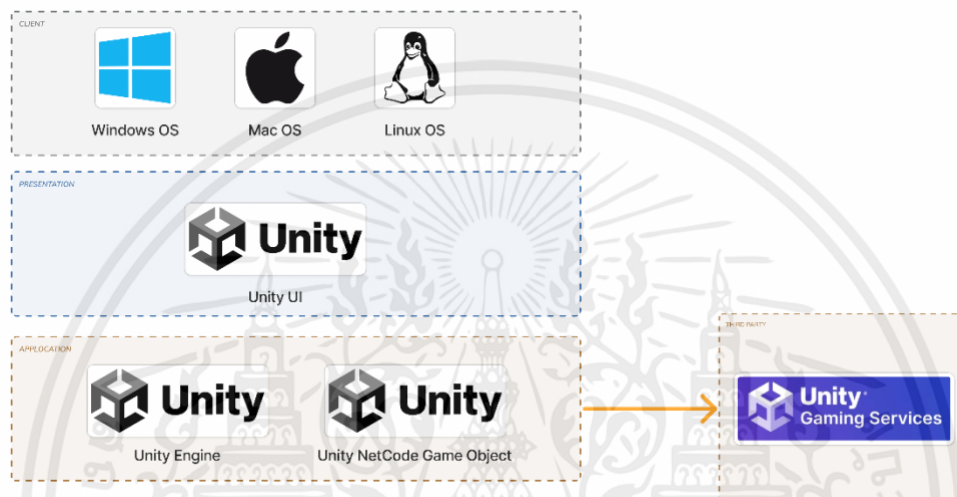 CLIENT
Windows OS
Mac OS
Linux OS
PRESENTATION
Unity
Unity UI
THIRD PARTY
APPLOCATION
Unity
Unity
Unity Engine
Unity NetCode Game Object
Unity
Gaming Services